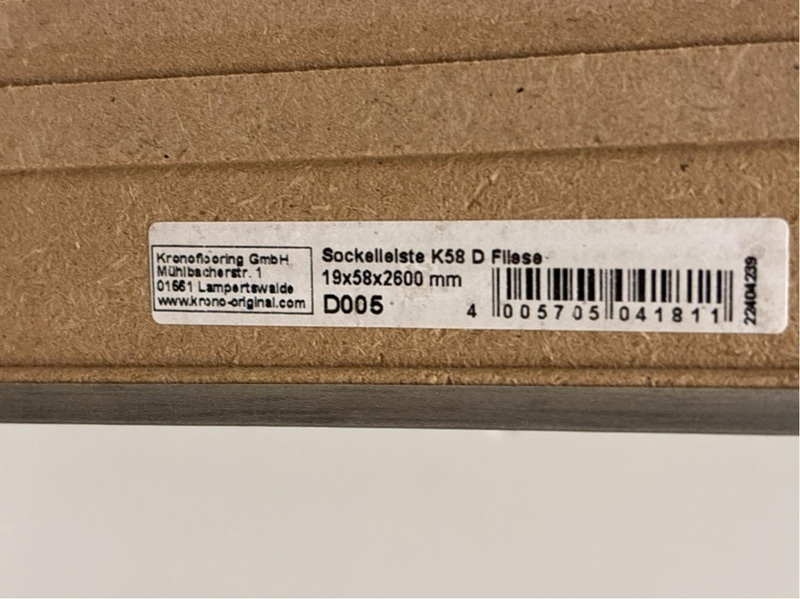 Kronoflooring GmbH
Mühlbacherstr. 1
01561 Lampertswalde
www.krono-original.com
Sockelleiste K58 D Fliese
19x58x2600 mm
D005
4 005705 041811
22404239